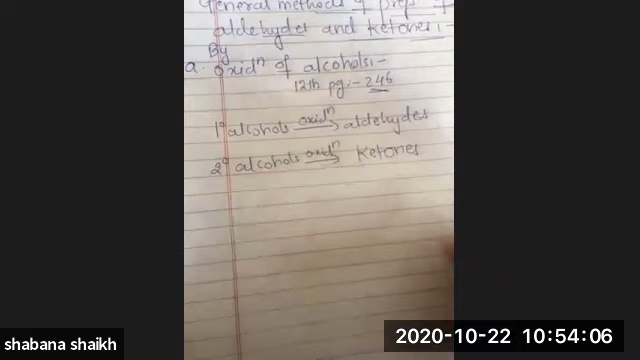 General methods of prepn of
aldehydes and ketones:-
By
a. oxidn of alcohols:-
12th pg:- 246
1° alcohols oxidn→ aldehydes
2° alcohols oxidn→ Ketones
shabana shaikh
2020-10-22 10:54:06